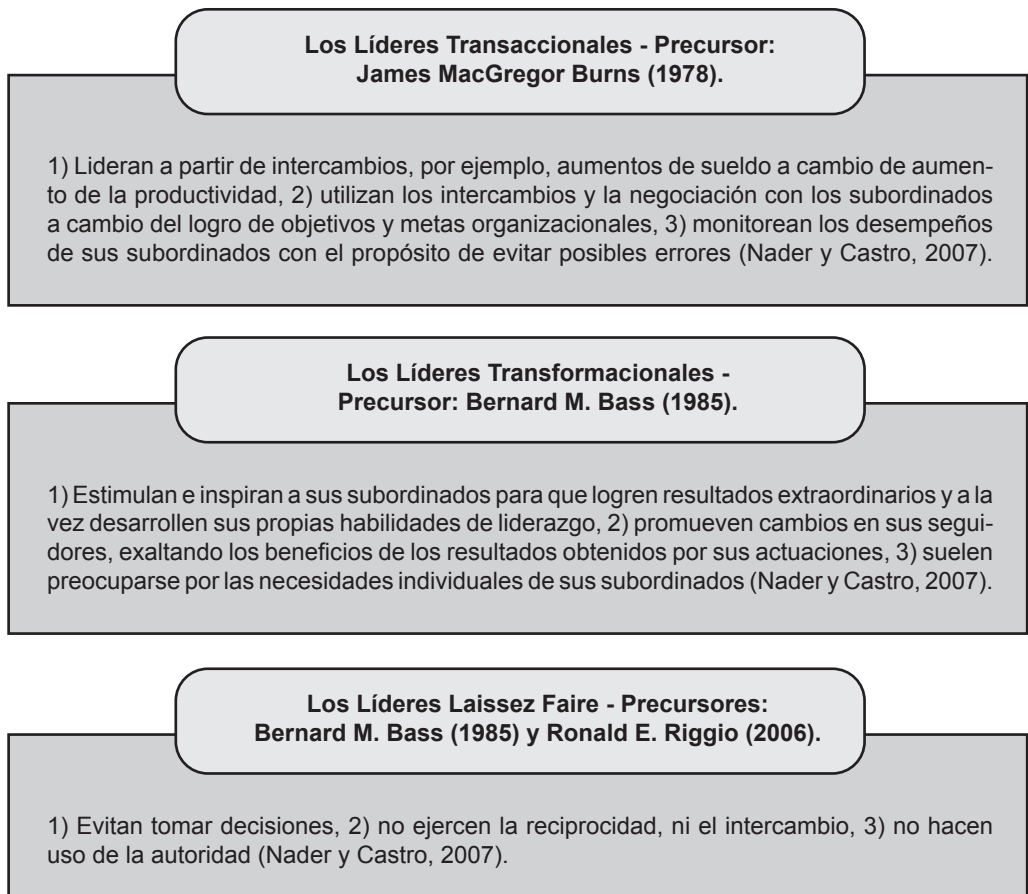 Los Líderes Transaccionales - Precursor:
James MacGregor Burns (1978).
1) Lideran a partir de intercambios, por ejemplo, aumentos de sueldo a cambio de aumen-
to de la productividad, 2) utilizan los intercambios y la negociación con los subordinados
a cambio del logro de objetivos y metas organizacionales, 3) monitorean los desempeños
de sus subordinados con el propósito de evitar posibles errores (Nader y Castro, 2007).
Los Líderes Transformacionales -
Precursor: Bernard M. Bass (1985).
1) Estimulan e inspiran a sus subordinados para que logren resultados extraordinarios y a la
vez desarrollen sus propias habilidades de liderazgo, 2) promueven cambios en sus segui-
dores, exaltando los beneficios de los resultados obtenidos por sus actuaciones, 3) suelen
preocuparse por las necesidades individuales de sus subordinados (Nader y Castro, 2007).
Los Líderes Laissez Faire - Precursores:
Bernard M. Bass (1985) y Ronald E. Riggio (2006).
1) Evitan tomar decisiones, 2) no ejercen la reciprocidad, ni el intercambio, 3) no hacen
uso de la autoridad (Nader y Castro, 2007).